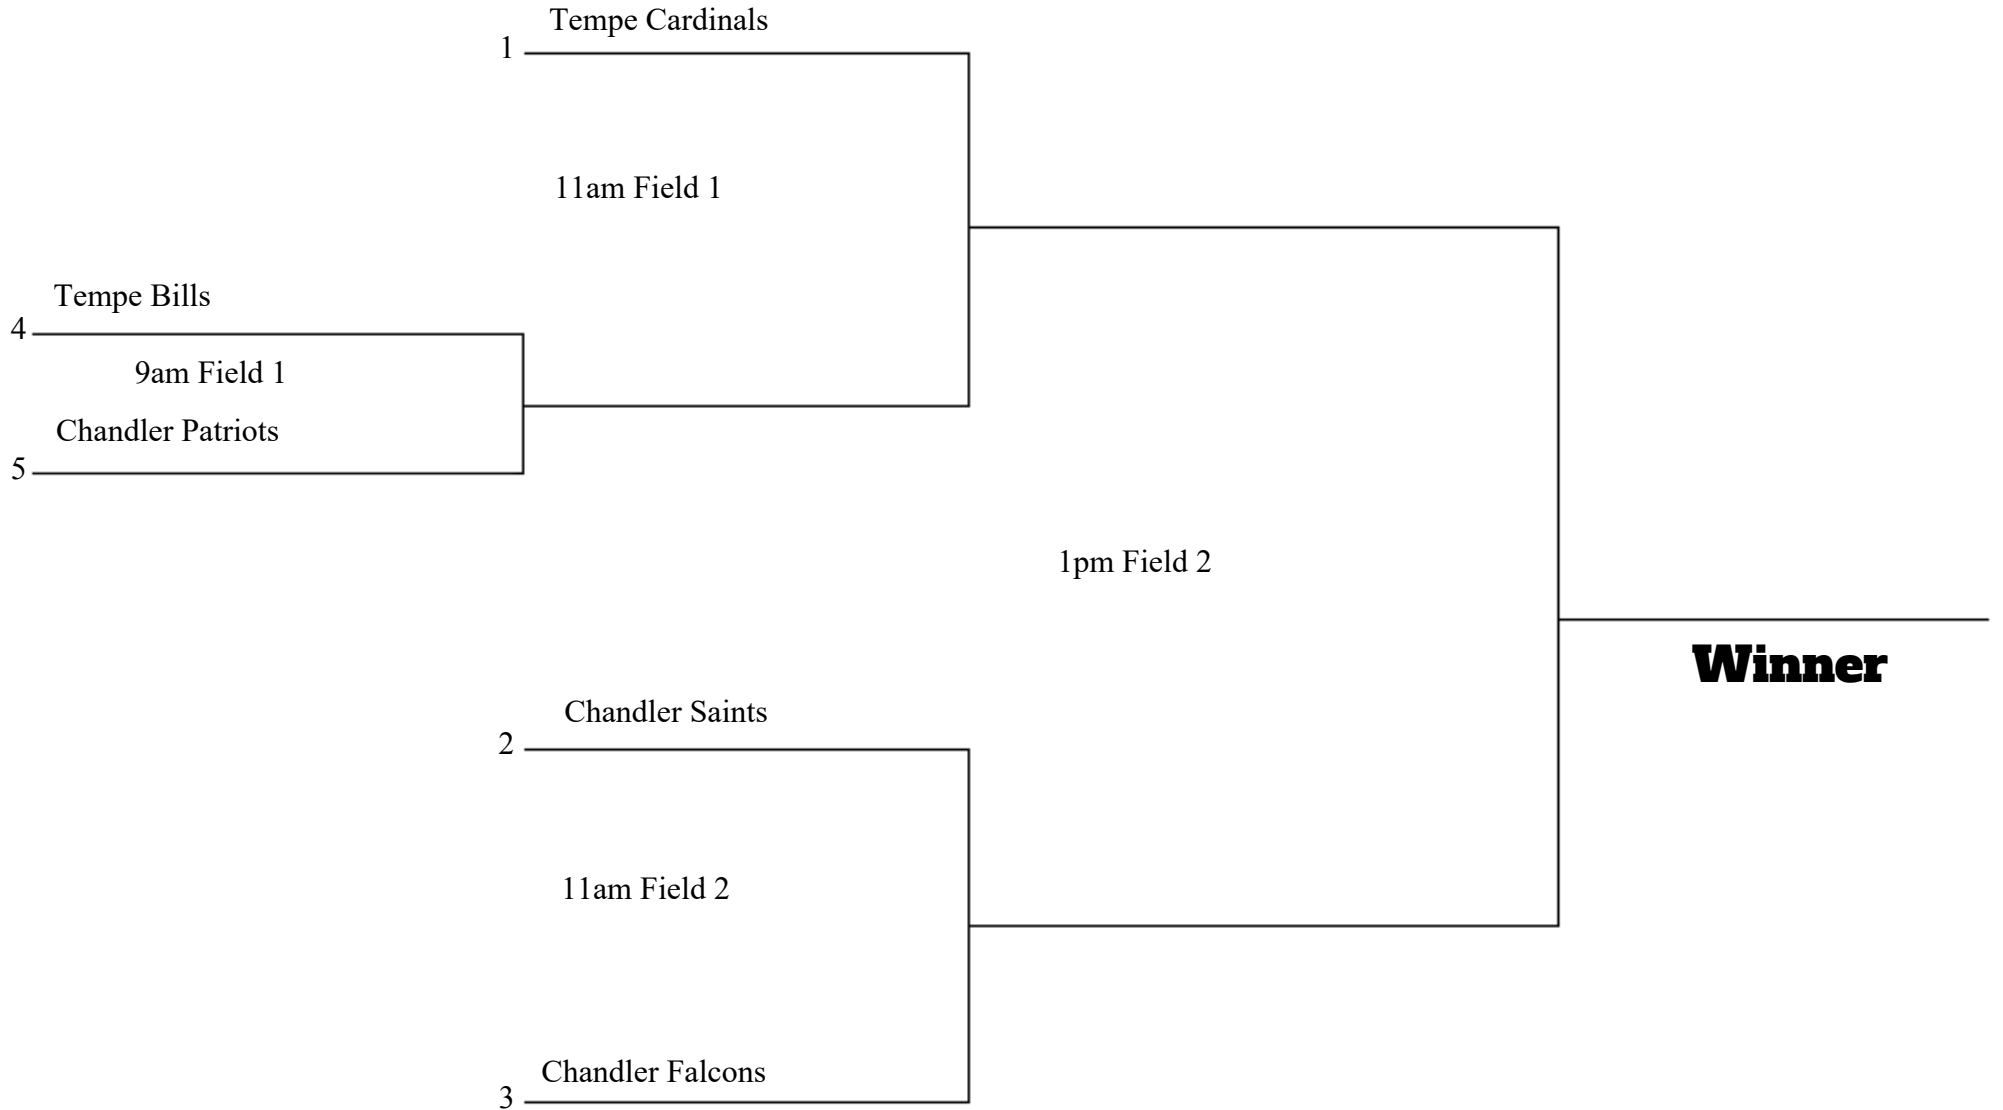 Tempe Cardinals
1
11am Field 1
Tempe Bills
4
9am Field 1
Chandler Patriots
5
1pm Field 2
Winner
Chandler Saints
2
11am Field 2
Chandler Falcons
3